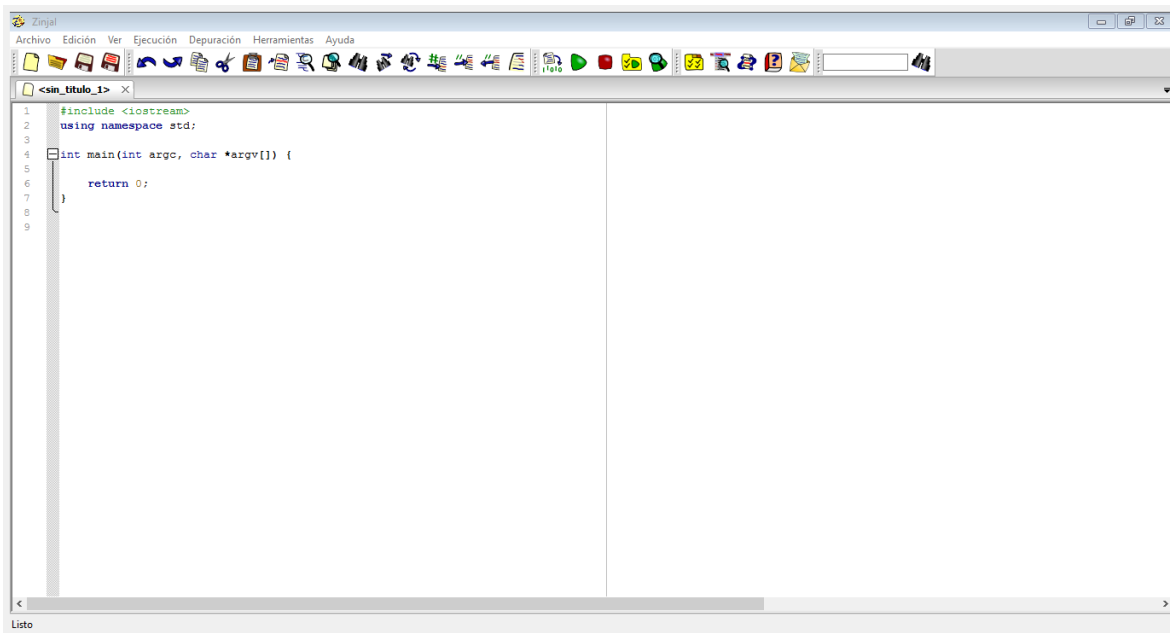 ZinjaI
Archivo Edición Ver Ejecución Depuración Herramientas Ayuda
<sin_titulo_1>
1 #include <iostream>
2 using namespace std;
3
4 int main(int argc, char *argv[]) {
5
6 return 0;
7 }
8
9
Listo